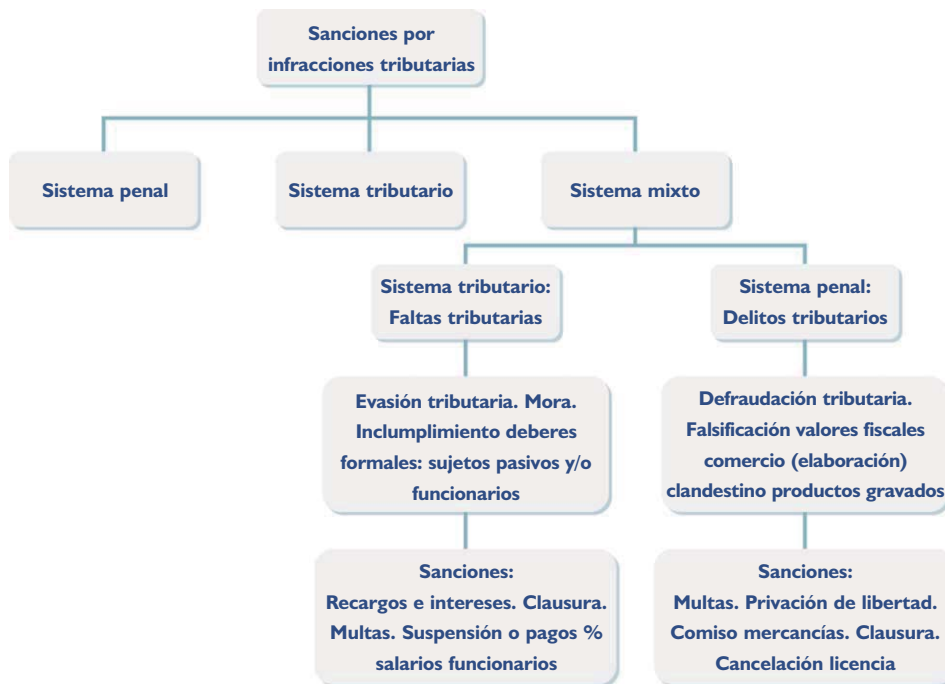 Sanciones por
infracciones tributarias
Sistema penal
Sistema tributario
Sistema mixto
Sistema tributario:
Faltas tributarias
Sistema penal:
Delitos tributarios
Evasión tributaria. Mora.
Inclumplimiento deberes
formales: sujetos pasivos y/o
funcionarios
Defraudación tributaria.
Falsificación valores fiscales
comercio (elaboración)
clandestino productos gravados
Sanciones:
Recargos e intereses. Clausura.
Multas. Suspensión o pagos %
salarios funcionarios
Sanciones:
Multas. Privación de libertad.
Comiso mercancías. Clausura.
Cancelación licencia